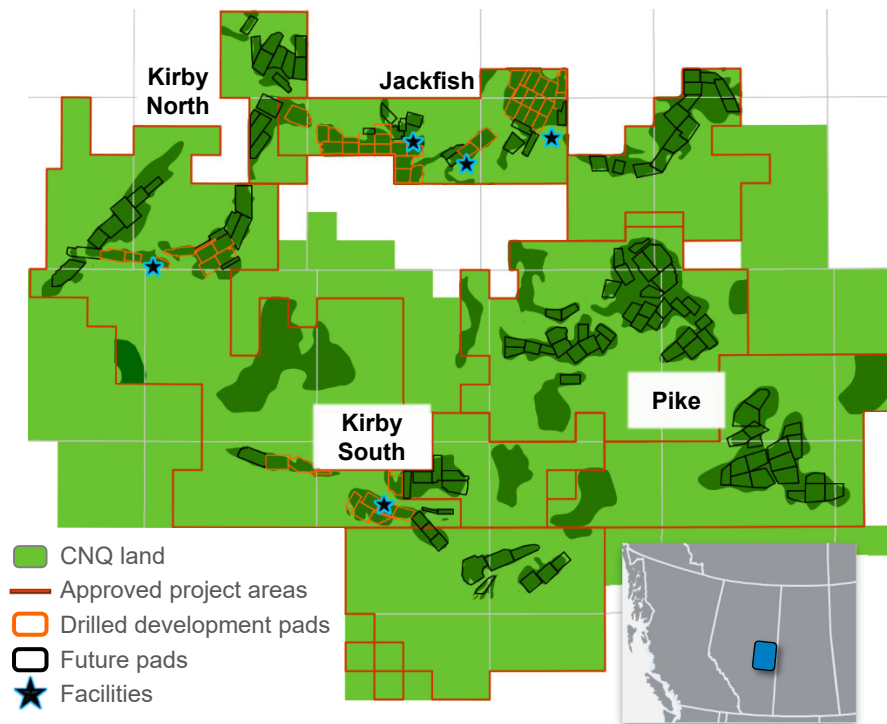 Kirby
North
Jackfish
Pike
Kirby
South
CNQ land
Approved project areas
Drilled development pads
Future pads
Facilities